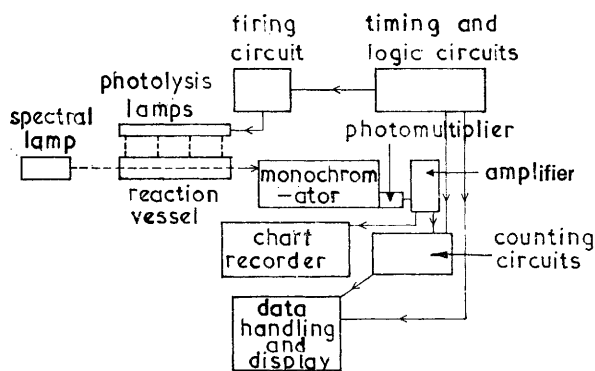 firing
circuit
timing and
logic circuits
photolysis
lamps
spectral
lamp
photomultiplier
monochrom
-ator
amplifier
reaction
vessel
chart
recorder
counting
circuits
data
handling
and
display